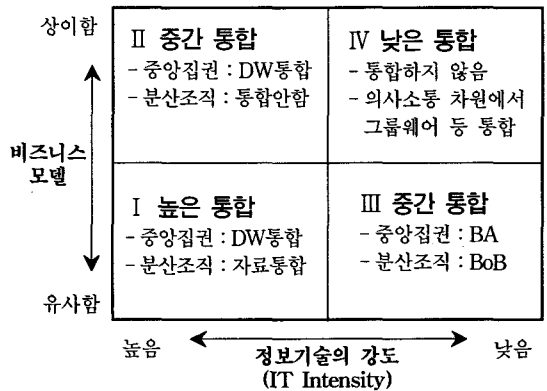 상이함
비즈니스
모델
유사함
Ⅱ 중간 통합
- 중앙집권 : DW통합
- 분산조직 : 통합안함
Ⅳ 낮은 통합
- 통합하지 않음
- 의사소통 차원에서
그룹웨어 등 통합
Ⅰ 높은 통합
- 중앙집권 : DW통합
- 분산조직 : 자료통합
Ⅲ 중간 통합
- 중앙집권 : BA
- 분산조직 : BoB
높음
정보기술의 강도
(IT Intensity)
낮음